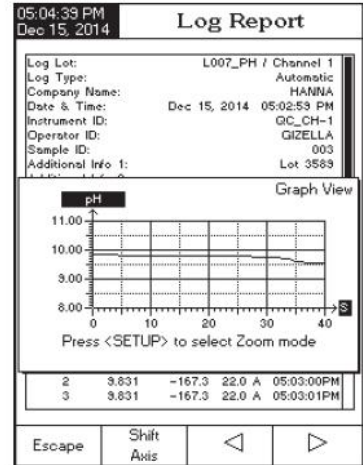 05:04:39 PM
Dec 15, 2014
Log Report
Log Lot: L007_PH / Channel 1
Log Type: Automatic
Company Name: HANNA
Date & Time: Dec 15, 2014 05:02:59 PM
Instrument ID: QC_CH-1
Operator ID: GIZELLA
Sample ID: 003
Additional Info 1: Lot 3589
Graph View
pH
11.00
10.00
9.00
8.00
0 10 20 30 40
S
Press <SETUP> to select Zoom mode
2 9.831 -167.3 22.0 A 05:03:00PM
3 9.831 -167.3 22.0 A 05:03:01PM
Escape
Shift
Axis